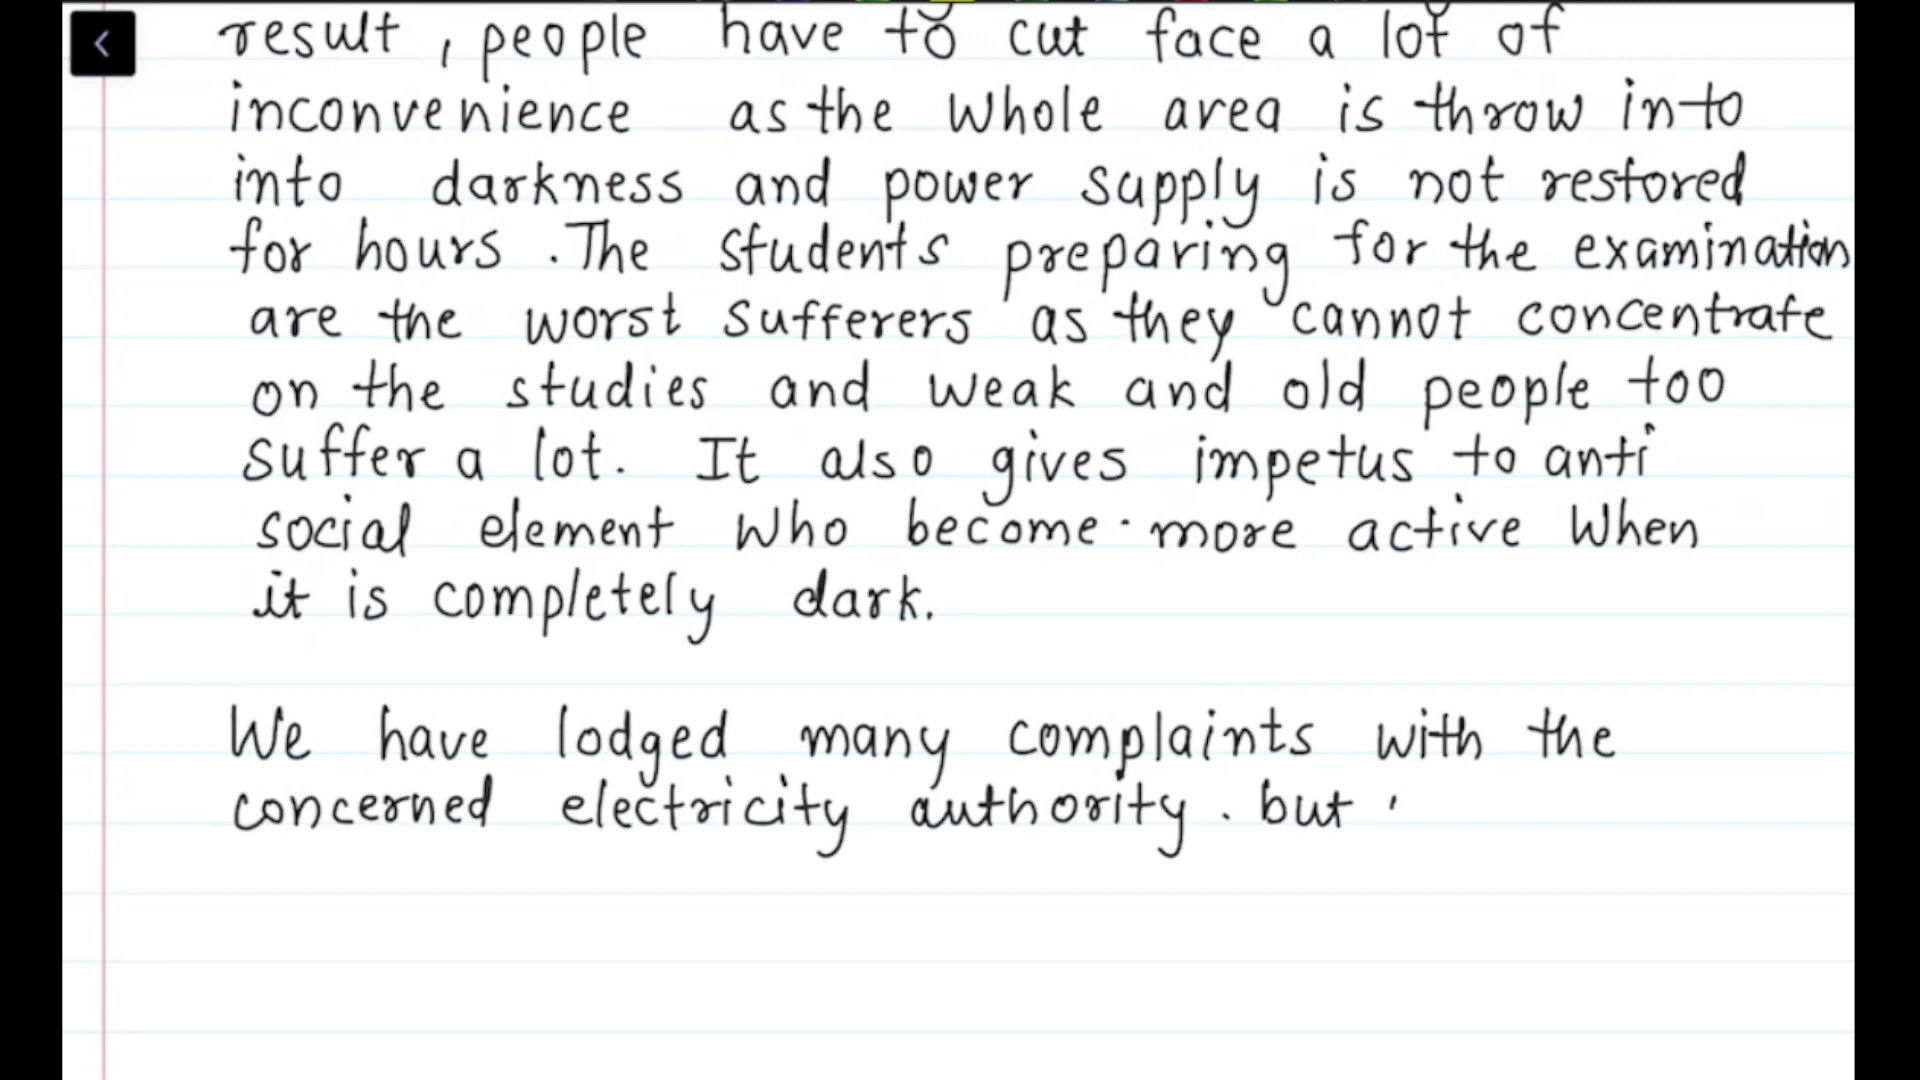 result, people have to cut face a lot of
inconvenience as the whole area is throw into
into darkness and power supply is not restored
for hours. The students preparing for the examination
are the worst sufferers as they cannot concentrate
on the studies and weak and old people too
suffer a lot. It also gives impetus to anti
social element who become more active when
it is completely dark.
We have lodged many complaints with the
concerned electricity authority. but